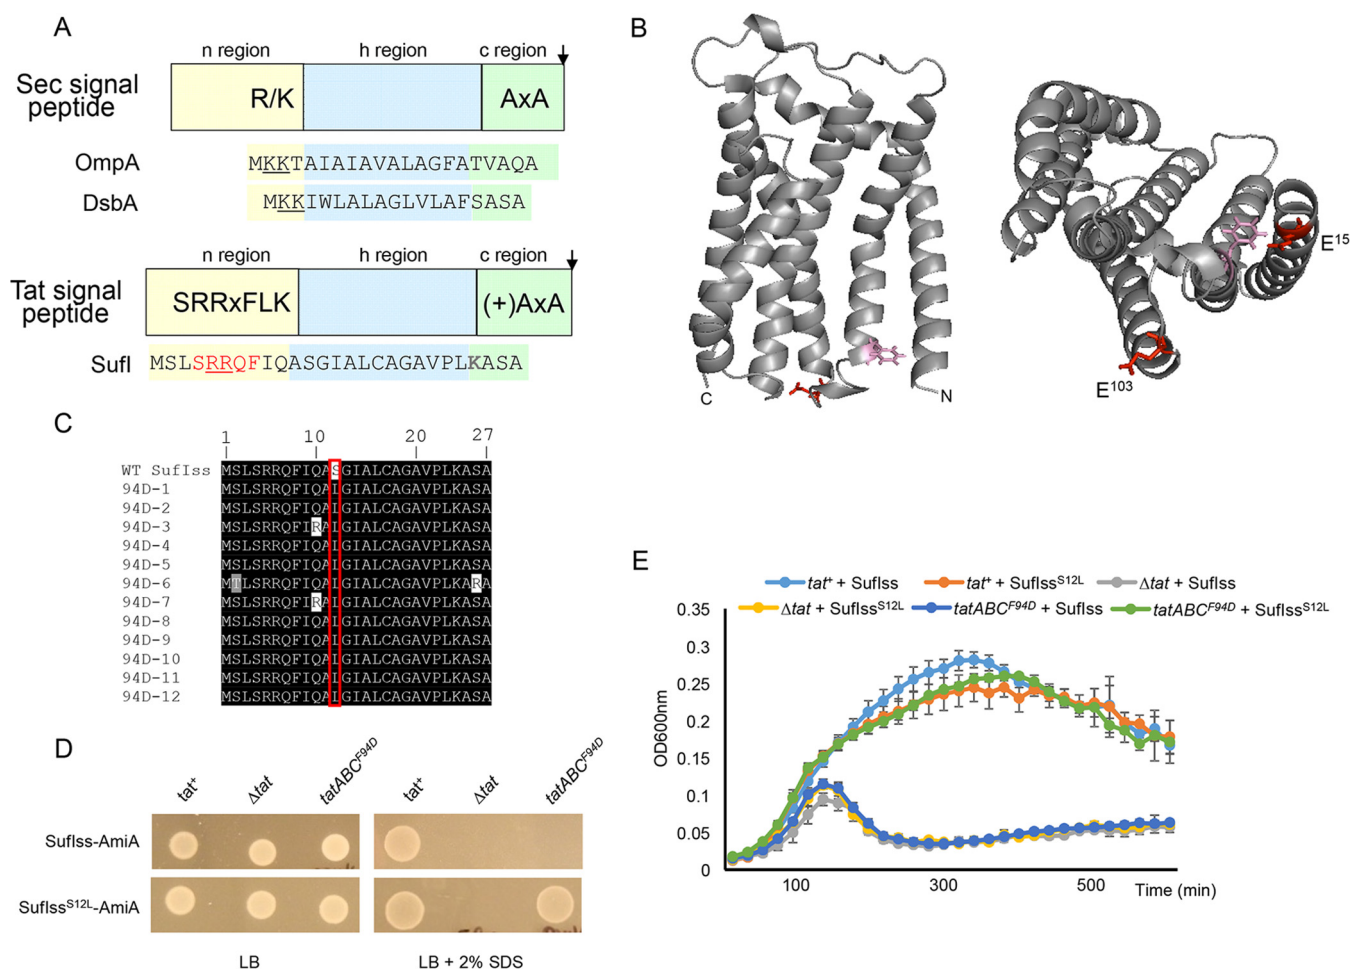 A
n region h region c region
Sec signal peptide
R/K
AxA
OmpA MKKTAIAIAVALAGFATVAQA
DsbA MKKIWLALAGLVLAFSASA
n region h region c region
Tat signal peptide
SRRxFLK
(+)AxA
SufI MSLSRRQFIQASGIALCAGAVPLKASA
B
C
N
E15
E103
C
1 10 20 27
WT SufIss MSLSRRQFIQASGIALCAGAVPLKASA
94D-1 MSLSRRQFIQALGIALCAGAVPLKASA
94D-2 MSLSRRQFIQALGIALCAGAVPLKASA
94D-3 MSLSRRQFIRALGIALCAGAVPLKASA
94D-4 MSLSRRQFIQALGIALCAGAVPLKASA
94D-5 MSLSRRQFIQALGIALCAGAVPLKASA
94D-6 MTLSRRQFIQALGIALCAGAVPLKARA
94D-7 MSLSRRQFIRALGIALCAGAVPLKASA
94D-8 MSLSRRQFIQALGIALCAGAVPLKASA
94D-9 MSLSRRQFIQALGIALCAGAVPLKASA
94D-10 MSLSRRQFIQALGIALCAGAVPLKASA
94D-11 MSLSRRQFIQALGIALCAGAVPLKASA
94D-12 MSLSRRQFIQALGIALCAGAVPLKASA
D
tat+ Δtat tatABCF94D tat+ Δtat tatABCF94D
SufIss-AmiA
SufIssS12L-AmiA
LB
LB + 2% SDS
E
tat+ + SufIss tat+ + SufIssS12L Δtat + SufIss
Δtat + SufIssS12L tatABCF94D + SufIss tatABCF94D + SufIssS12L
OD600nm
0.35
0.3
0.25
0.2
0.15
0.1
0.05
0
100 300 500 Time (min)